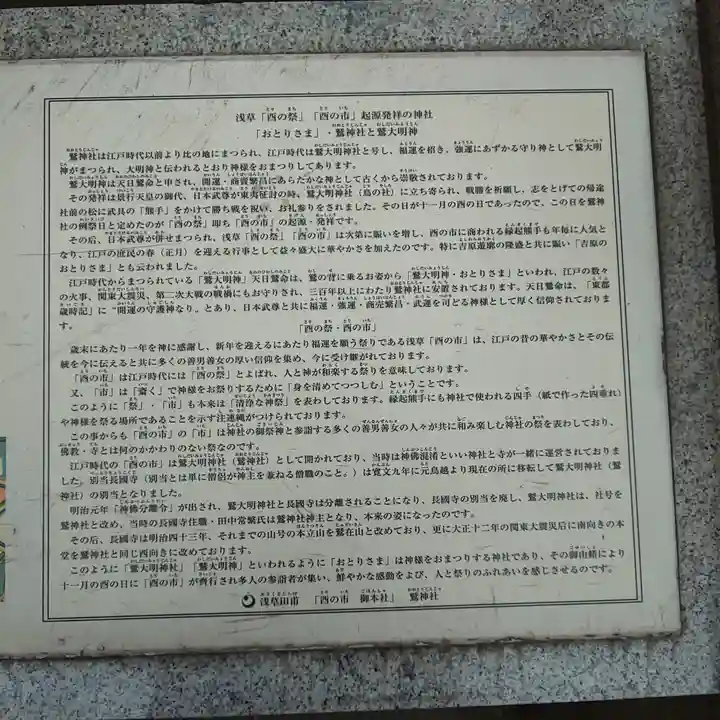 浅草「酉の祭」「酉の市」起源発祥の神社
「おとりさま」・鷲神社と鷲大明神
鷲神社は江戸時代以前より比の地にまつられ、江戸時代は鷲大明神社と号し、福運を招き、強運にあずかる守り神として鷲大明
神がまつられ、大明神と伝われるとおり神様をおまつりしてあります。
鷲大明神は天日鷲命と申され、開運・商賣繁昌にあらたかな神として古くから崇敬されております。
その発祥は景行天皇の御代、日本武尊が東夷征討の時、鷲大明神社（鳥の社）に立ち寄られ、戦勝を祈願し、志をとげての帰途
社前の松に武具の「熊手」をかけて勝ち戦を祝い、お礼参りをされました。その日が十一月の酉の日であったので、この日を鷲神
社の例祭日と定めたのが「酉の祭」即ち「酉の市」の起源・発祥です。
その後、日本武尊が併せまつられ、浅草「酉の祭」「酉の市」は次第に賑いを増し、酉の市に商われる縁起熊手も年毎に人気と
なり、江戸の庶民の春（正月）を迎える行事として益々盛大に華やかさを加えたのです。特に吉原遊廓の隆盛と共に賑い「吉原の
おとりさま」とも云われました。
江戸時代からまつられている「鷲大明神」天日鷲命は、鷲の背に乗るお姿から「鷲大明神・おとりさま」といわれ、江戸の数々
の火事、関東大震災、第二次大戦の戦禍にもお守りされ、三百年以上にわたり鷲神社に安置されております。天日鷲命は、「東都
歳時記」に"開運の守護神なり"とあり、日本武尊と共に福運・強運・商売繁昌・武運を司どる神様として厚く信仰されておりま
す。
「酉の祭・酉の市」
歳末にあたり一年を神に感謝し、新年を迎えるにあたり福運を願う祭りである浅草「酉の市」は、江戸の昔の華やかさとその伝
統を今に伝えると共に多くの善男善女の厚い信仰を集め、今に受け継がれております。
「酉の市」は江戸時代には「酉の祭」とよばれ、人と神が和楽する祭りを意味しております。
又、「市」は「斎く」で神様をお祭りするために「身を清めてつつしむ」ということです。
このように「祭」・「市」も本来は「清浄な神祭」を表わしております。縁起熊手にも神社で使われる四手（紙で作った四垂れ）
や神様を祭る場所であることを示す注連縄がつけられております。
この事からも「酉の市」の「市」は神社の御祭神と参詣する多くの善男善女の人々が共に和み楽しむ神社の祭を表わしており、
佛教・寺とは何のかかわりのない祭なのです。
江戸時代の「酉の市」は鷲大明神社（鷲神社）として開かれており、当時は神佛混淆といい神社と寺が一緒に運営されておりま
した。別当長國寺（別当とは単に僧侶が神主を兼ねる僧職のこと。）は寛文九年に元鳥越より現在の所に移転して鷲大明神社（鷲
神社）の別当となりました。
明治元年「神佛分離令」が出され、鷲大明神社と長國寺は分離されることになり、長國寺の別当を廃し、鷲大明神社は、社号を
鷲神社と改め、当時の長國寺住職・田中常繁氏は鷲神社神主となり、本来の姿になったのです。
その後、長國寺は明治四十三年、それまでの山号の本立山を鷲在山と改めており、更に大正十二年の関東大震災後に南向きの本
堂を鷲神社と同じ西向きに改めております。
このように「鷲大明神社」「鷲大明神」といわれるように「おとりさま」は神様をおまつりする神社であり、その御由緒により
十一月の酉の日に「酉の市」が齊行され多人の参詣者が集い、鮮やかな感動をよび、人と祭りのふれあいを感じさせるのです。
浅草田甫　「酉の市　御本社」　鷲神社